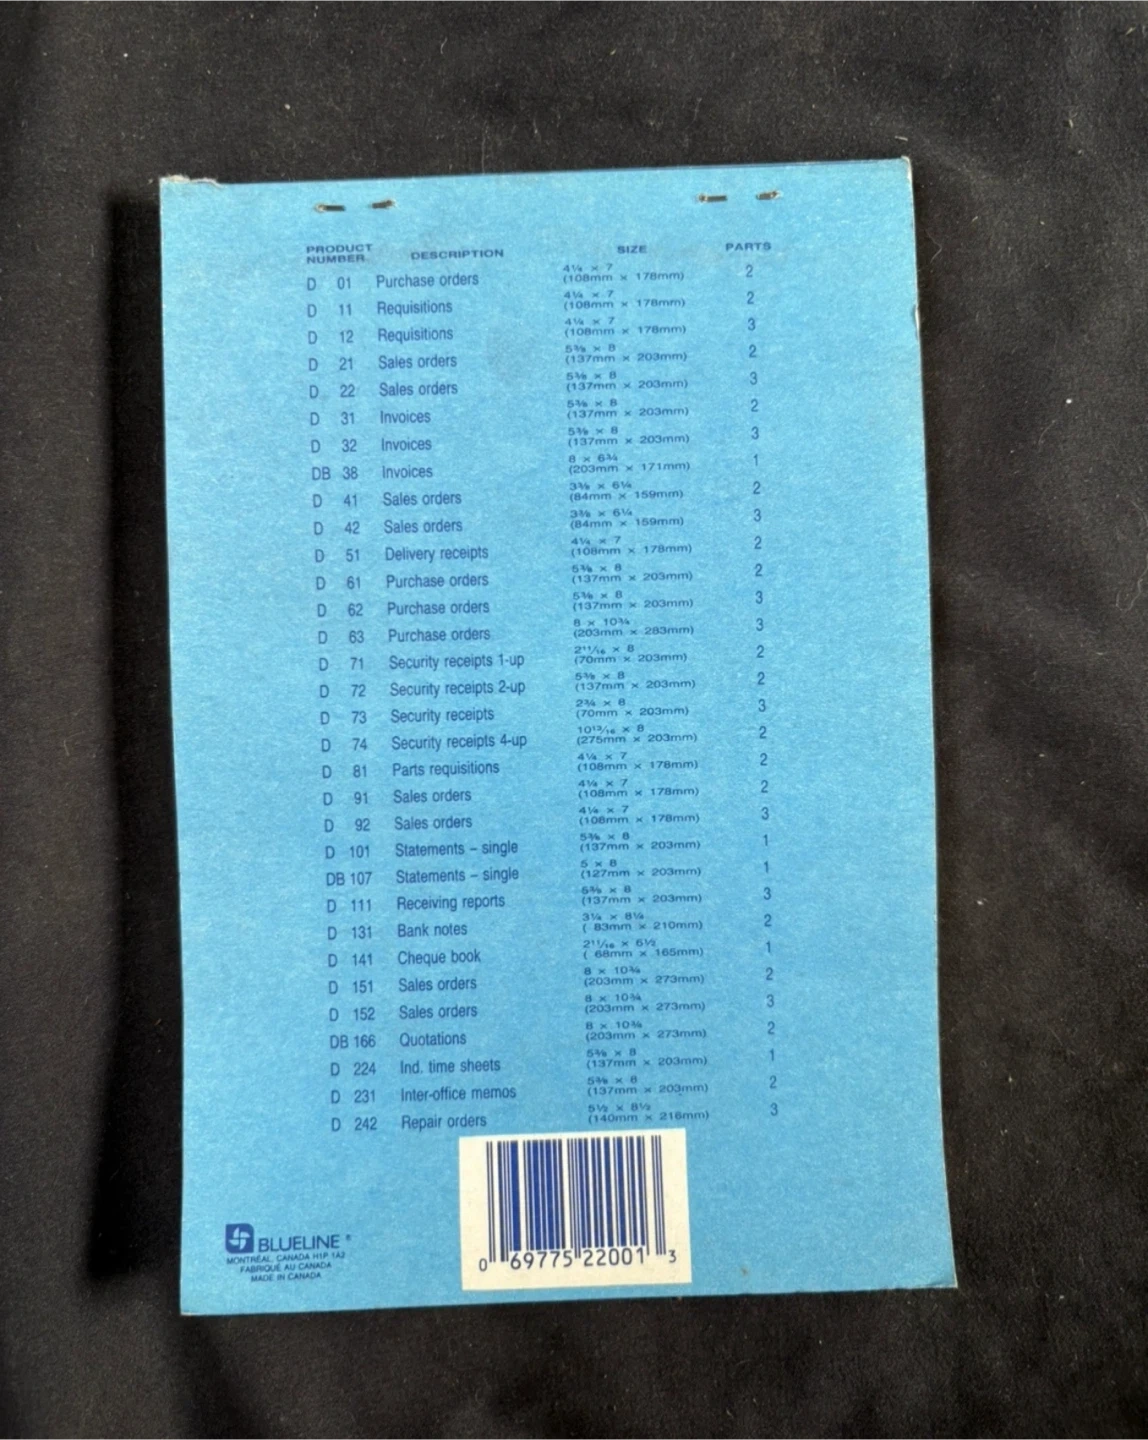 PRODUCT NUMBER DESCRIPTION SIZE PARTS
D 01 Purchase orders 4¼ × 7 (108mm × 178mm) 2
D 11 Requisitions 4¼ × 7 (108mm × 178mm) 2
D 12 Requisitions 4¼ × 7 (108mm × 178mm) 3
D 21 Sales orders 5⅜ × 8 (137mm × 203mm) 2
D 22 Sales orders 5⅜ × 8 (137mm × 203mm) 3
D 31 Invoices 5⅜ × 8 (137mm × 203mm) 2
D 32 Invoices 5⅜ × 8 (137mm × 203mm) 3
DB 38 Invoices 8 × 6¾ (203mm × 171mm) 1
D 41 Sales orders 3⅜ × 6¼ (84mm × 159mm) 2
D 42 Sales orders 3⅜ × 6¼ (84mm × 159mm) 3
D 51 Delivery receipts 4¼ × 7 (108mm × 178mm) 2
D 61 Purchase orders 5⅜ × 8 (137mm × 203mm) 2
D 62 Purchase orders 5⅜ × 8 (137mm × 203mm) 3
D 63 Purchase orders 8 × 10¾ (203mm × 283mm) 3
D 71 Security receipts 1-up 2¹¹/₁₆ × 8 (70mm × 203mm) 2
D 72 Security receipts 2-up 5⅜ × 8 (137mm × 203mm) 2
D 73 Security receipts 2¾ × 8 (70mm × 203mm) 3
D 74 Security receipts 4-up 10¹³/₁₆ × 8 (275mm × 203mm) 2
D 81 Parts requisitions 4¼ × 7 (108mm × 178mm) 2
D 91 Sales orders 4¼ × 7 (108mm × 178mm) 2
D 92 Sales orders 4¼ × 7 (108mm × 178mm) 3
D 101 Statements – single 5⅜ × 8 (137mm × 203mm) 1
DB 107 Statements – single 5 × 8 (127mm × 203mm) 1
D 111 Receiving reports 5⅜ × 8 (137mm × 203mm) 3
D 131 Bank notes 3¼ × 8¼ ( 83mm × 210mm) 2
D 141 Cheque book 2¹¹/₁₆ × 6½ ( 68mm × 165mm) 1
D 151 Sales orders 8 × 10¾ (203mm × 273mm) 2
D 152 Sales orders 8 × 10¾ (203mm × 273mm) 3
DB 166 Quotations 8 × 10¾ (203mm × 273mm) 2
D 224 Ind. time sheets 5⅜ × 8 (137mm × 203mm) 1
D 231 Inter-office memos 5⅜ × 8 (137mm × 203mm) 2
D 242 Repair orders 5½ × 8½ (140mm × 216mm) 3
BLUELINE ®
MONTRÉAL, CANADA H1P 1A2
FABRIQUÉ AU CANADA
MADE IN CANADA
0 69775 22001 3